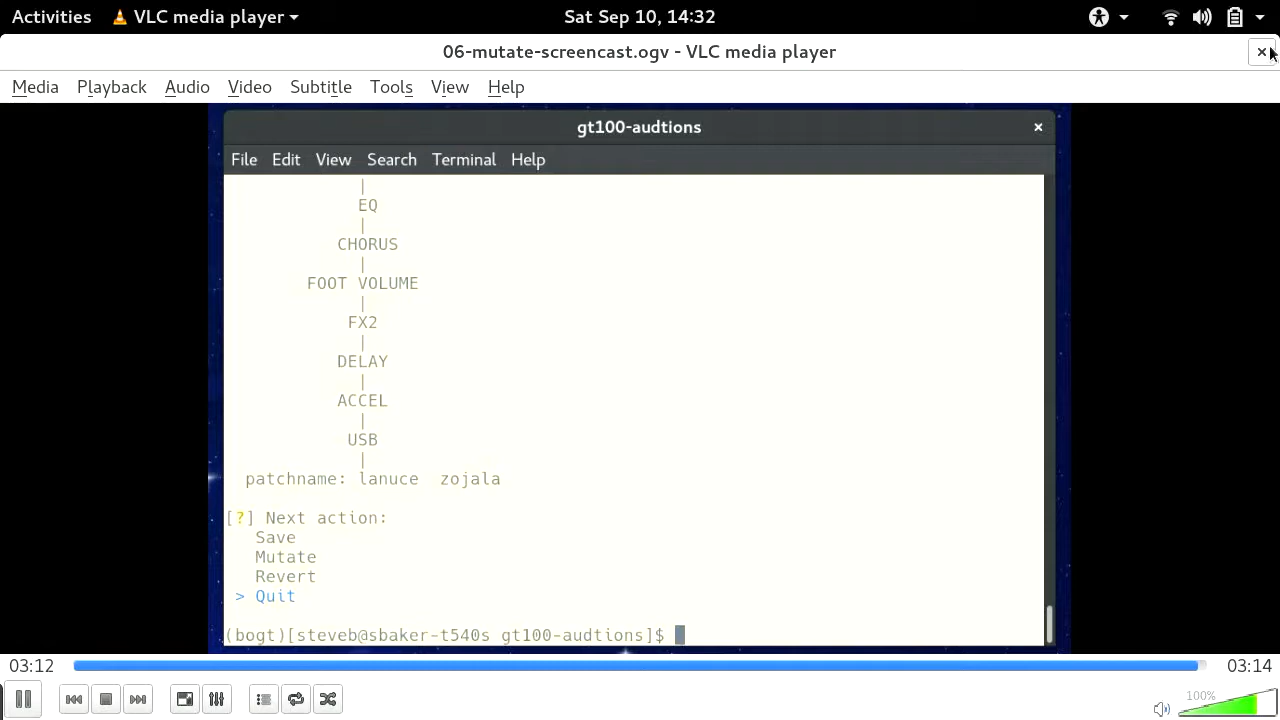 Activities VLC media player Sat Sep 10, 14:32
06-mutate-screencast.ogv - VLC media player ×
Media Playback Audio Video Subtitle Tools View Help
gt100-audtions ×
File Edit View Search Terminal Help
|
EQ
|
CHORUS
|
FOOT VOLUME
|
FX2
|
DELAY
|
ACCEL
|
USB
|
patchname: lanuce  zojala
[?] Next action:
Save
Mutate
Revert
> Quit
(bogt)[steveb@sbaker-t540s gt100-audtions]$
03:12 03:14
100%